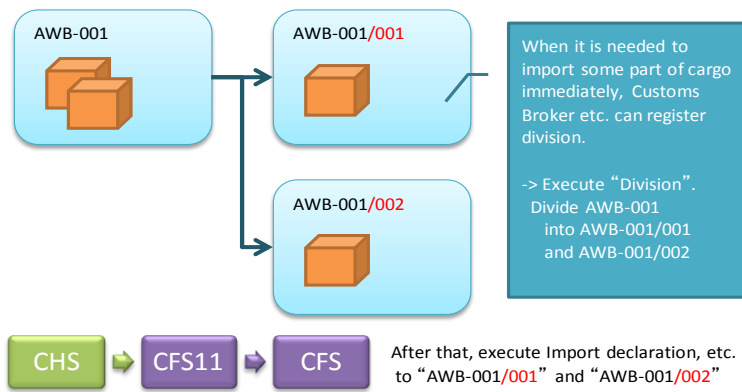 AWB-001
AWB-001/001
When it is needed to
import some part of cargo
immediately, Customs
Broker etc. can register
division.
-> Execute “Division”.
Divide AWB-001
into AWB-001/001
and AWB-001/002
AWB-001/002
CHS
CFS11
CFS
After that, execute Import declaration, etc.
to “AWB-001/001” and “AWB-001/002”